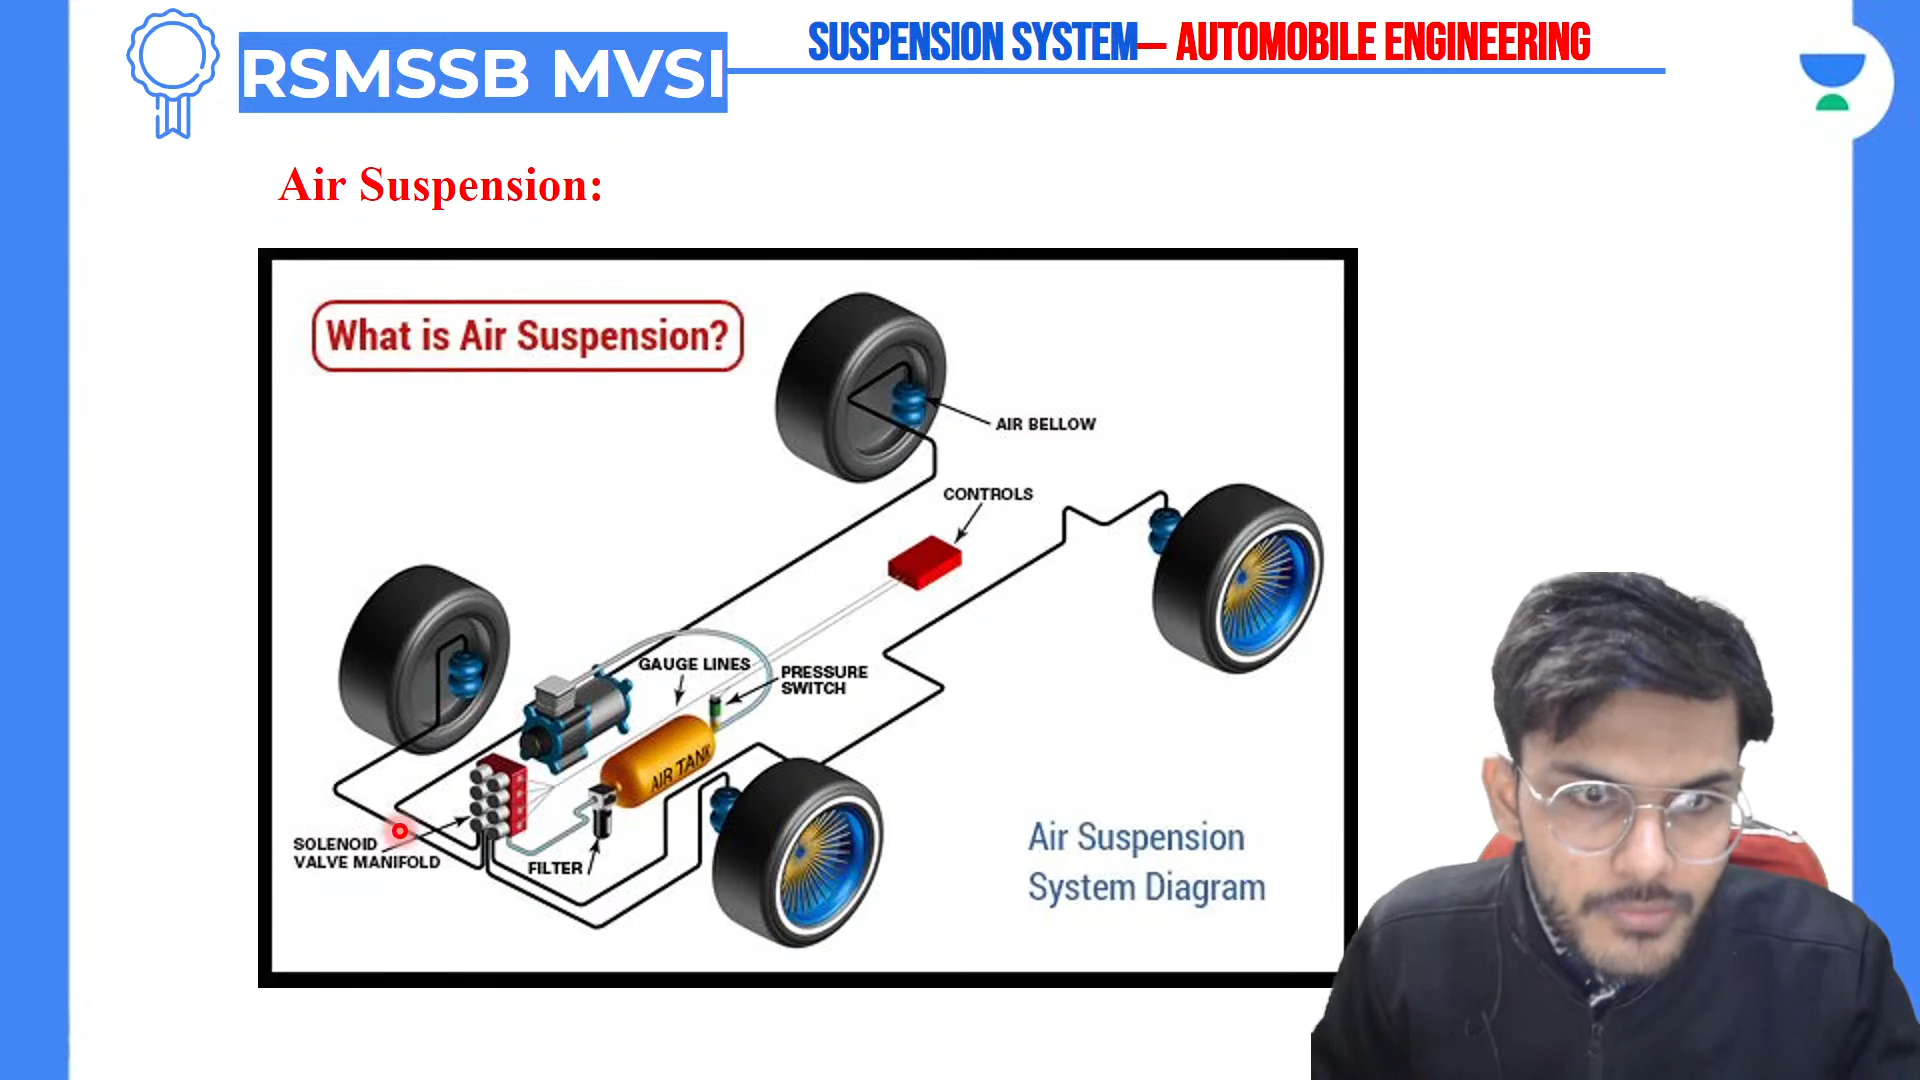 SUSPENSION SYSTEM— AUTOMOBILE ENGINEERING
RSMSSB MVSI
Air Suspension:
What is Air Suspension?
AIR BELLOW
CONTROLS
GAUGE LINES
PRESSURE
SWITCH
AIR TANK
SOLENOID
VALVE MANIFOLD
FILTER
Air Suspension
System Diagram